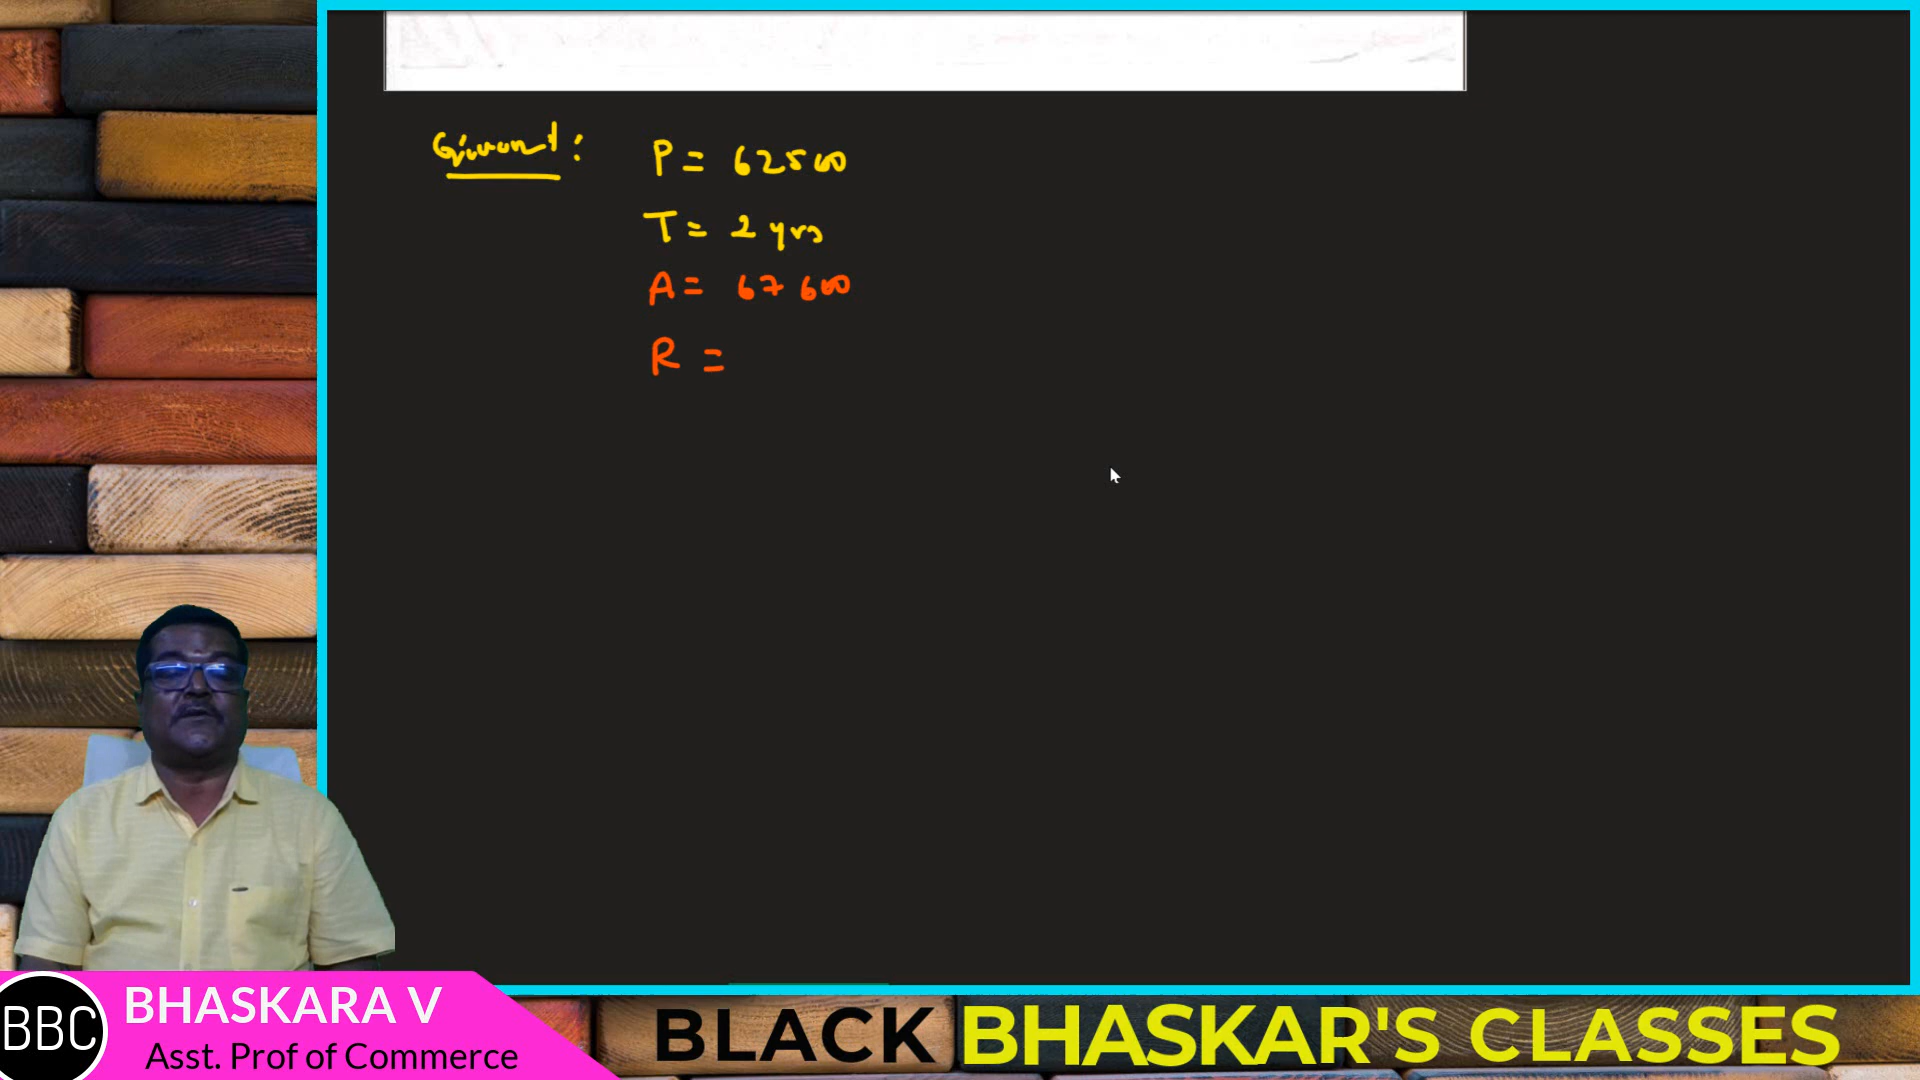 Given:
P = 62500
T = 2 yrs
A = 67600
R =
BBC
BHASKARA V
Asst. Prof of Commerce
BLACK BHASKAR'S CLASSES